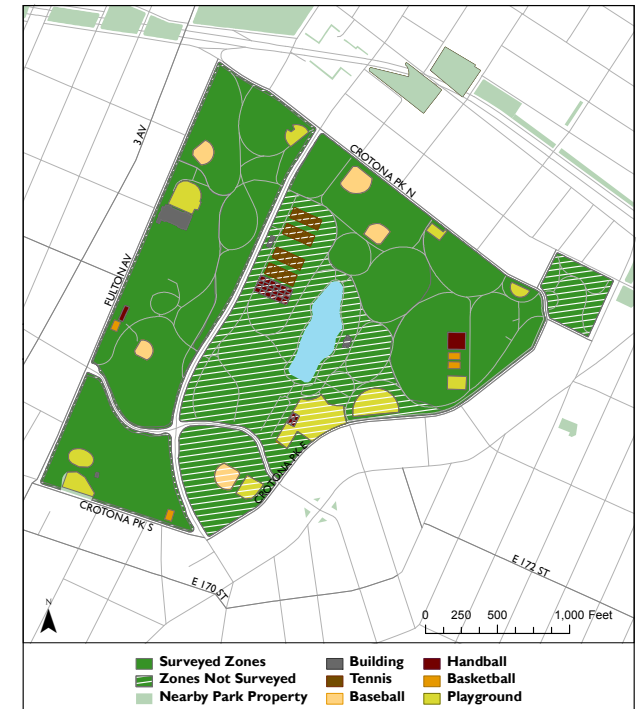 3 AV
CROTONA PK N
FULTON AV
CROTONA PK E
CROTONA PK S
E 170 ST
E 172 ST
N
0 250 500 1,000 Feet
Surveyed Zones Building Handball
Zones Not Surveyed Tennis Basketball
Nearby Park Property Baseball Playground